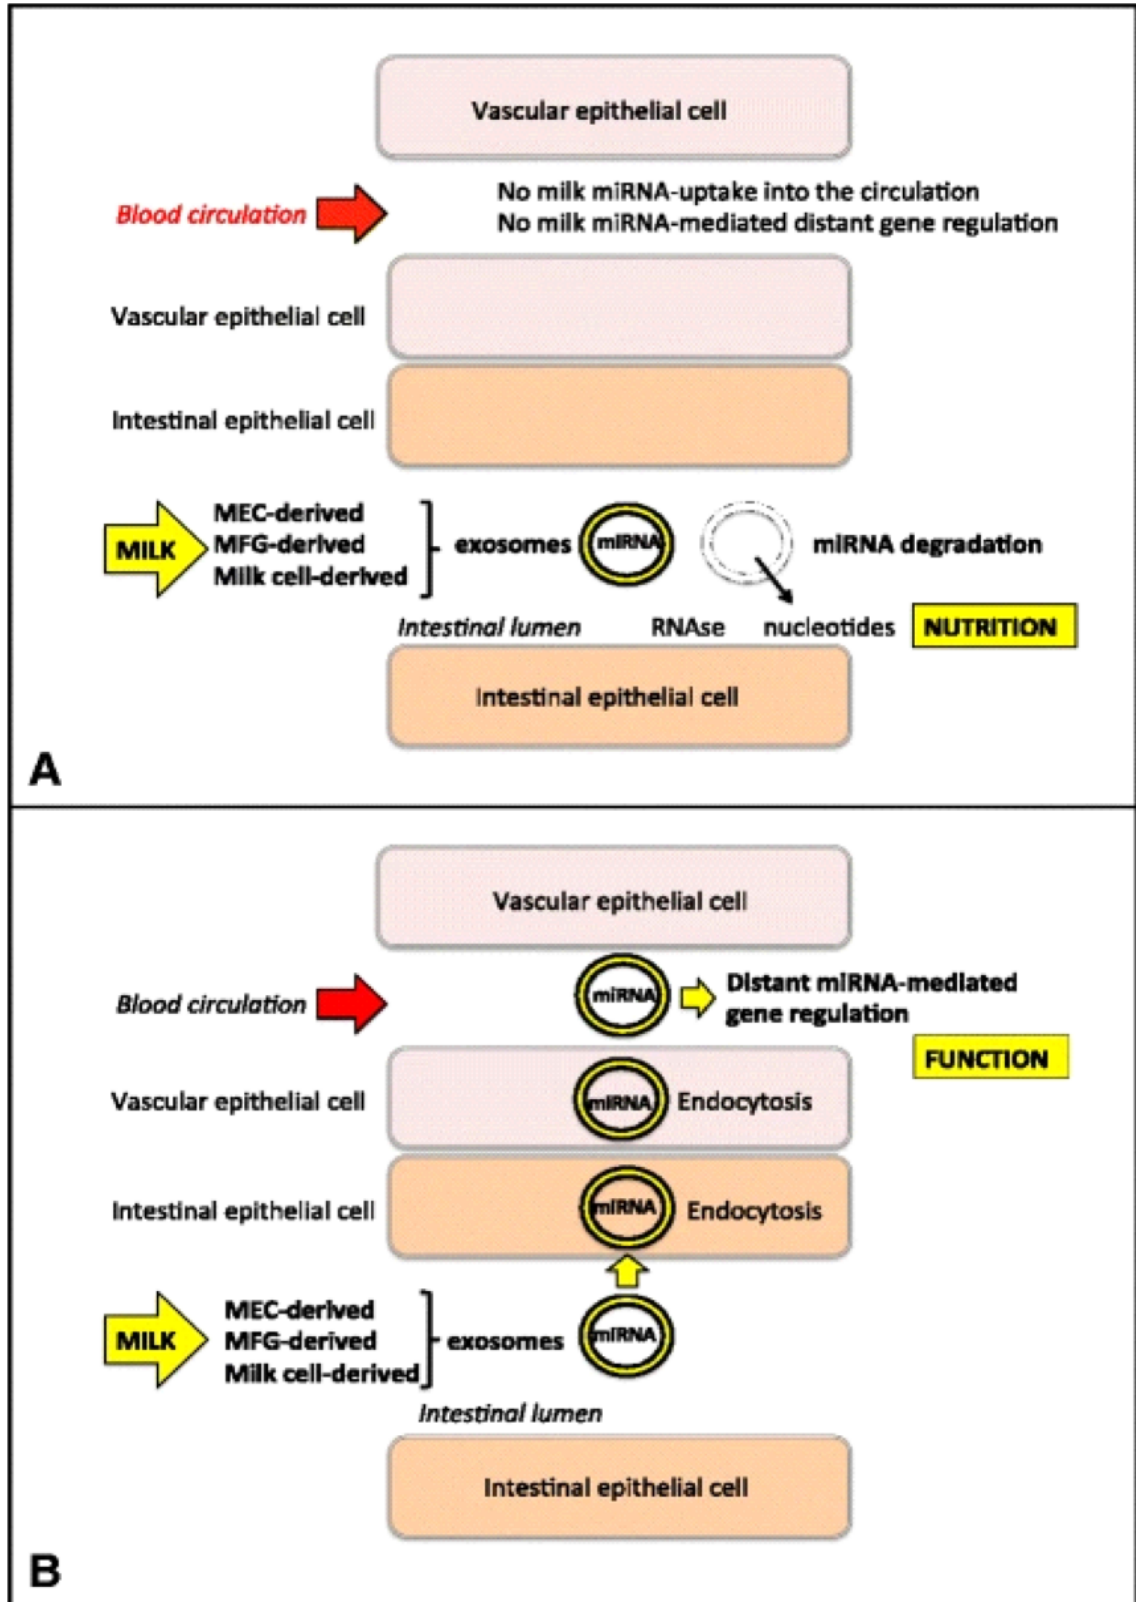 Vascular epithelial cell
No milk miRNA-uptake into the circulation
Blood circulation
No milk miRNA-mediated distant gene regulation
Vascular epithelial cell
Intestinal epithelial cell
MEC-derived
MILK
MFG-derived
exosomes
miRNA
miRNA degradation
Milk cell-derived
Intestinal lumen
RNAse
nucleotides
NUTRITION
Intestinal epithelial cell
A
Vascular epithelial cell
Blood circulation
miRNA
Distant miRNA-mediated
gene regulation
FUNCTION
Vascular epithelial cell
miRNA
Endocytosis
Intestinal epithelial cell
miRNA
Endocytosis
MEC-derived
MILK
MFG-derived
exosomes
miRNA
Milk cell-derived
Intestinal lumen
Intestinal epithelial cell
B